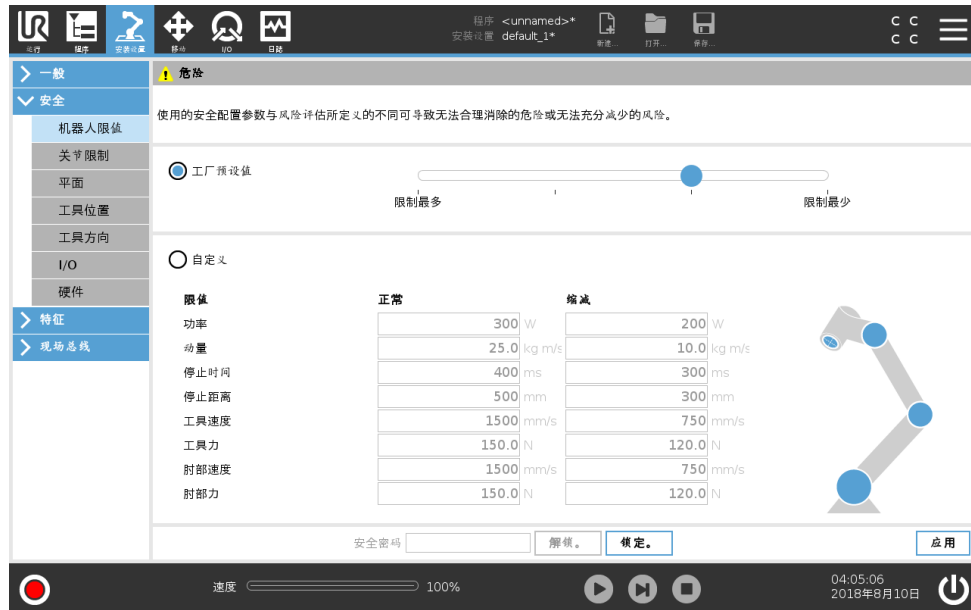 程序 <unnamed>*
安装设置 default_1*
新建... 打开... 保存...
C C
C C
运行 程序 安装设置 移动 I/O 日志
一般
安全
机器人限值
关节限制
平面
工具位置
工具方向
I/O
硬件
特征
现场总线
危险
使用的安全配置参数与风险评估所定义的不同可导致无法合理消除的危险或无法充分减少的风险。
工厂预设值
限制最多 限制最少
自定义
限值 正常 缩减
功率 300 W 200 W
动量 25.0 kg m/s 10.0 kg m/s
停止时间 400 ms 300 ms
停止距离 500 mm 300 mm
工具速度 1500 mm/s 750 mm/s
工具力 150.0 N 120.0 N
肘部速度 1500 mm/s 750 mm/s
肘部力 150.0 N 120.0 N
安全密码 解锁。 锁定。 应用
速度 100%
04:05:06
2018年8月10日